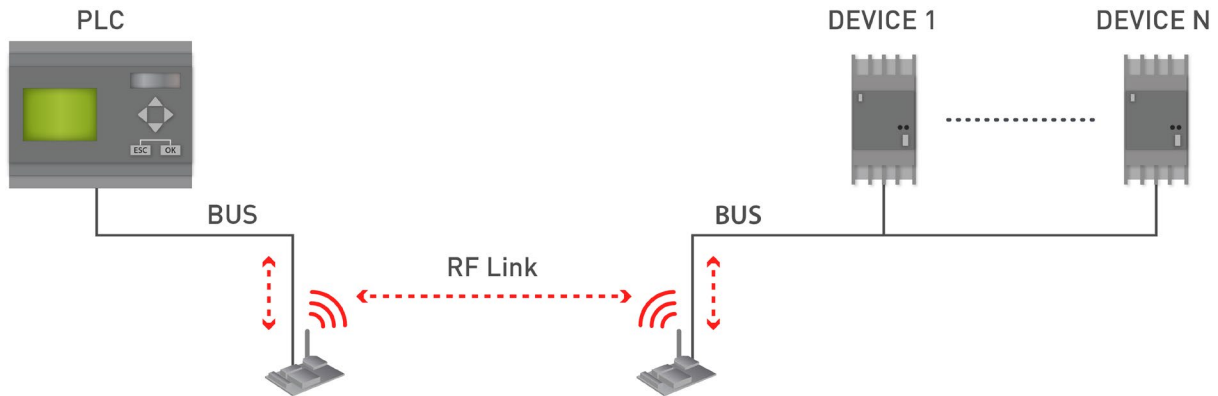 PLC
DEVICE 1
DEVICE N
ESC OK
BUS
BUS
RF Link